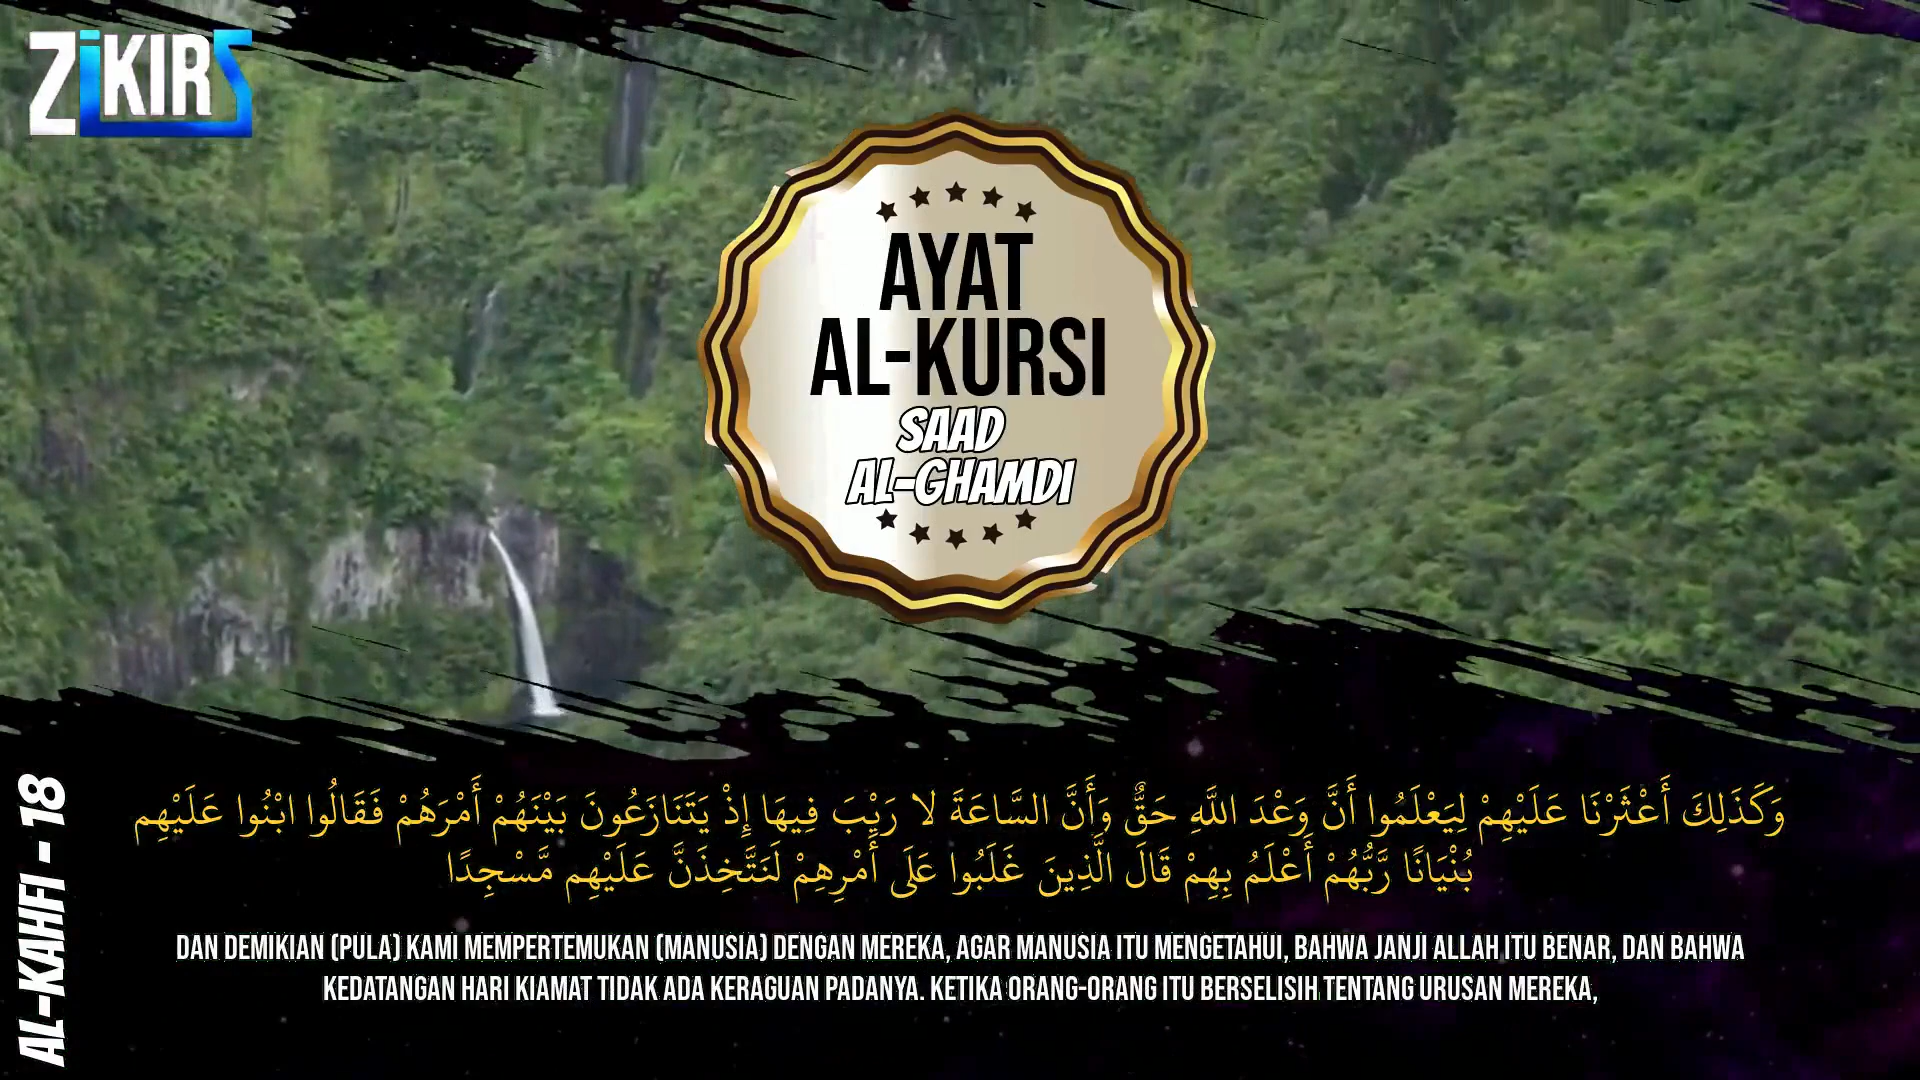 ZiKIRS
AYAT
AL-KURSI
SAAD
AL-GHAMDI
AL-KAHFI - 18
وَكَذَلِكَ أَعْثَرْنَا عَلَيْهِمْ لِيَعْلَمُوا أَنَّ وَعْدَ اللَّهِ حَقٌّ وَأَنَّ السَّاعَةَ لا رَيْبَ فِيهَا إِذْ يَتَنَازَعُونَ بَيْنَهُمْ أَمْرَهُمْ فَقَالُوا ابْنُوا عَلَيْهِم
بُنْيَانًا رَّبُّهُمْ أَعْلَمُ بِهِمْ قَالَ الَّذِينَ غَلَبُوا عَلَى أَمْرِهِمْ لَنَتَّخِذَنَّ عَلَيْهِم مَّسْجِدًا
DAN DEMIKIAN (PULA) KAMI MEMPERTEMUKAN (MANUSIA) DENGAN MEREKA, AGAR MANUSIA ITU MENGETAHUI, BAHWA JANJI ALLAH ITU BENAR, DAN BAHWA
KEDATANGAN HARI KIAMAT TIDAK ADA KERAGUAN PADANYA. KETIKA ORANG-ORANG ITU BERSELISIH TENTANG URUSAN MEREKA,